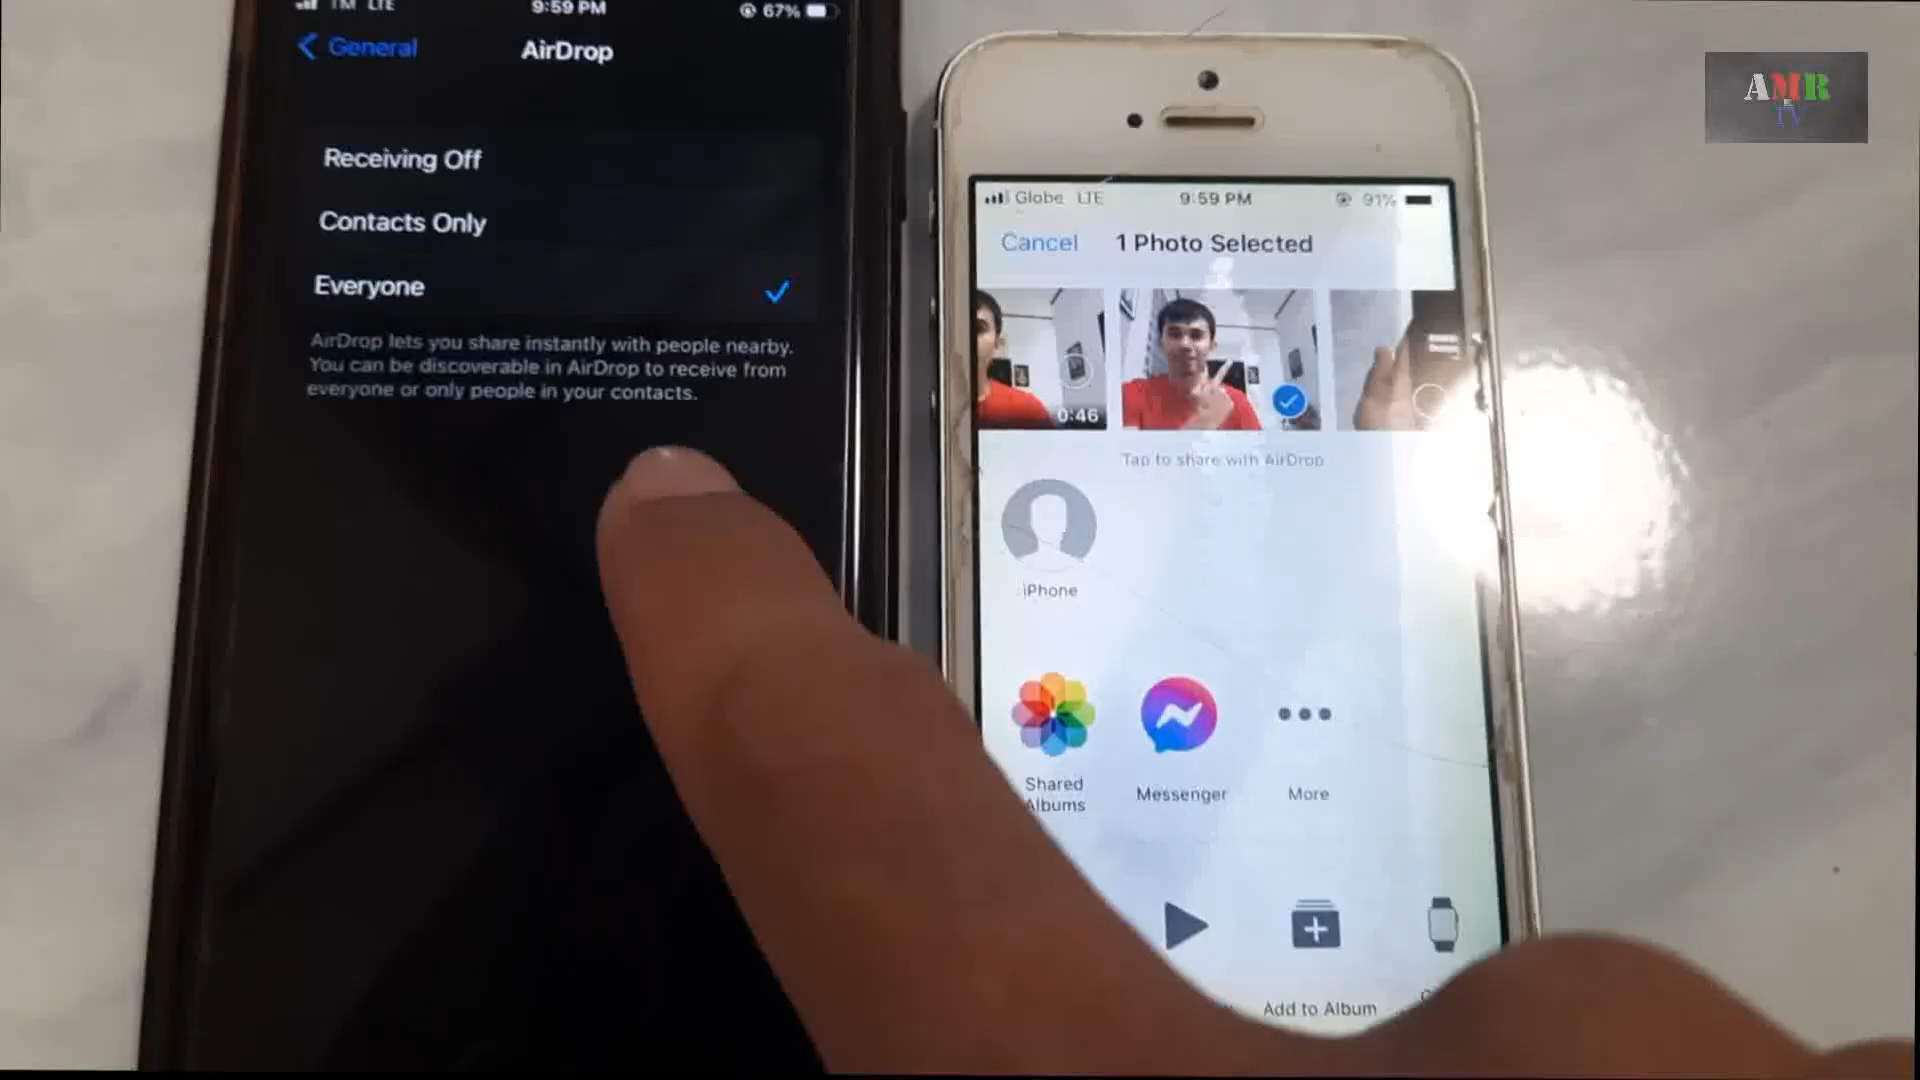 TM LTE
9:59 PM
67%
General
AirDrop
Receiving Off
Contacts Only
Everyone
AirDrop lets you share instantly with people nearby.
You can be discoverable in AirDrop to receive from
everyone or only people in your contacts.
Globe LTE
9:59 PM
91%
Cancel
1 Photo Selected
0:46
Tap to share with AirDrop
iPhone
Shared
Albums
Messenger
More
Add to Album
AMR
TV